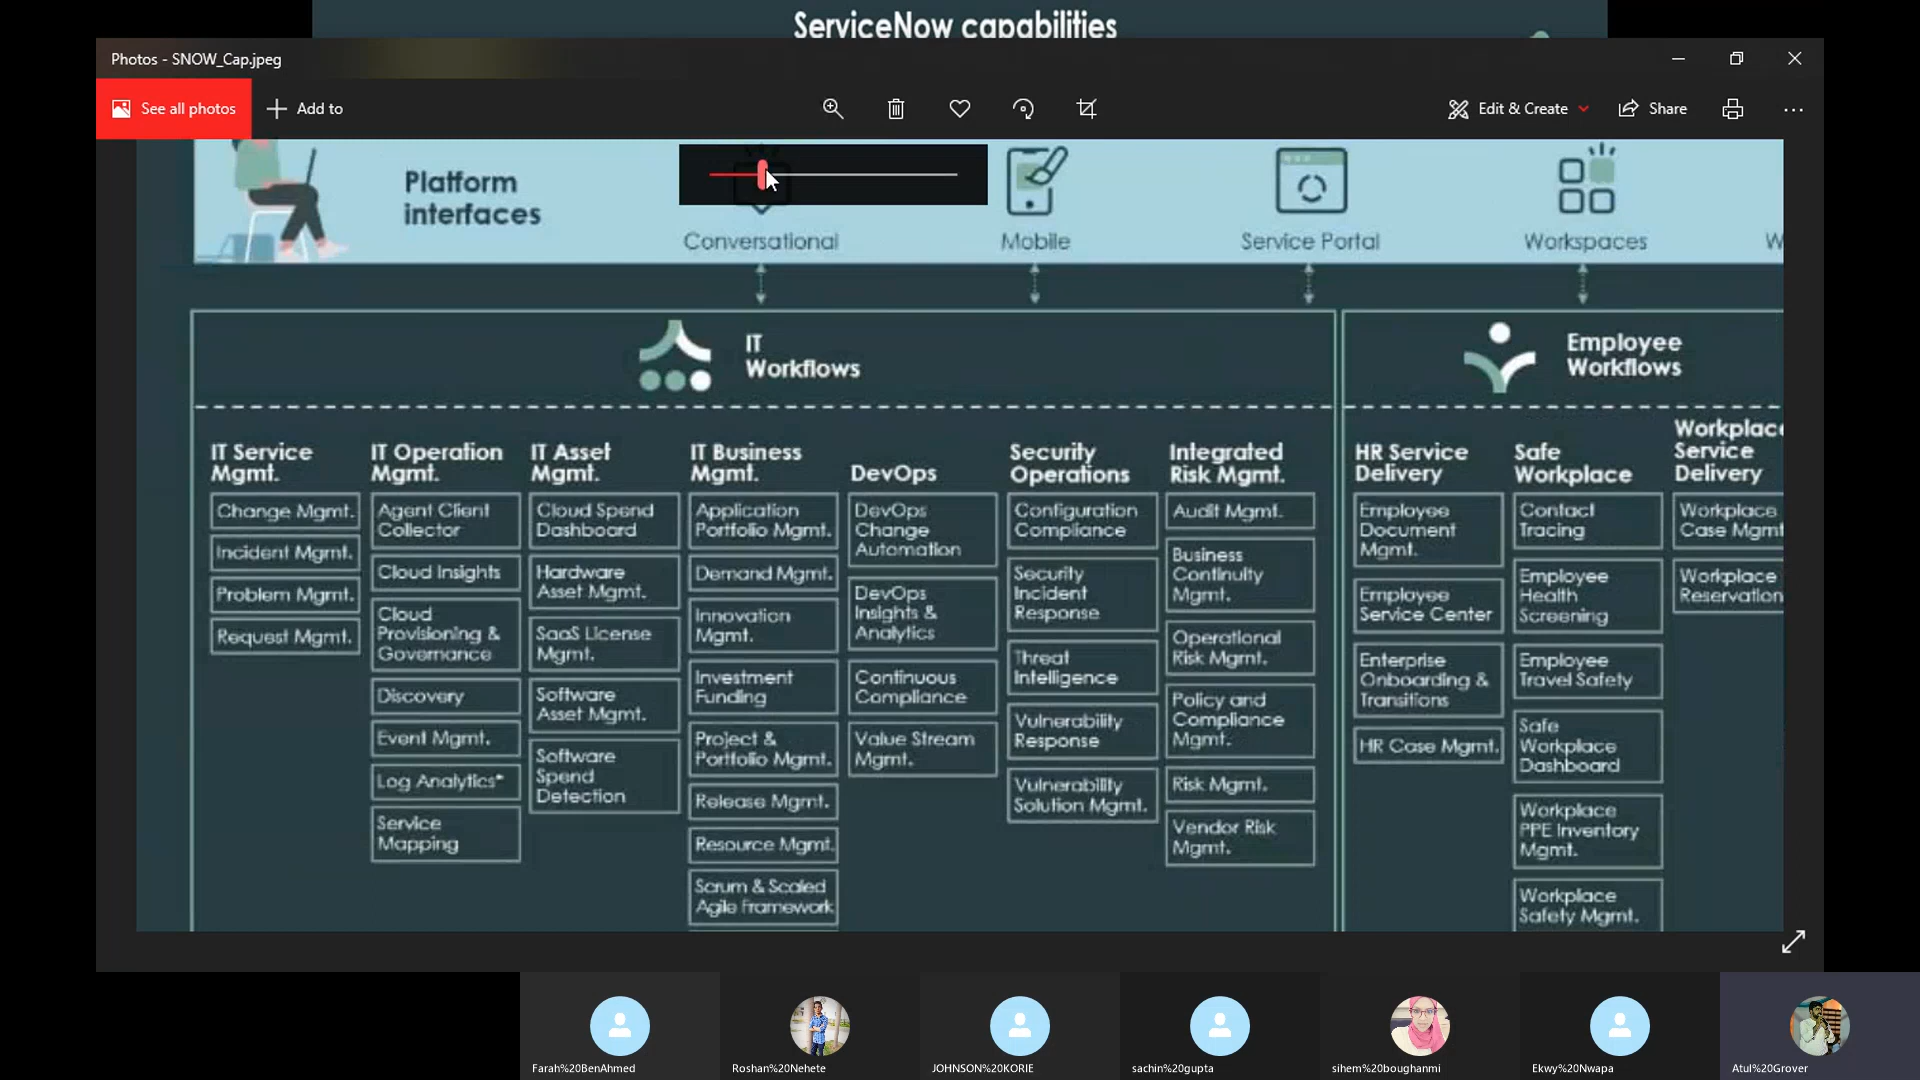 ServiceNow capabilities
Photos - SNOW_Cap.jpeg
See all photos
Add to
Edit & Create
Share
Platform
interfaces
Conversational
Mobile
Service Portal
Workspaces
W
IT
Workflows
Employee
Workflows
IT Service
Mgmt.
Change Mgmt.
Incident Mgmt.
Problem Mgmt.
Request Mgmt.
IT Operation
Mgmt.
Agent Client
Collector
Cloud Insights
Cloud
Provisioning &
Governance
Discovery
Event Mgmt.
Log Analytics*
Service
Mapping
IT Asset
Mgmt.
Cloud Spend
Dashboard
Hardware
Asset Mgmt.
SaaS License
Mgmt.
Software
Asset Mgmt.
Software
Spend
Detection
IT Business
Mgmt.
Application
Portfolio Mgmt.
Demand Mgmt.
Innovation
Mgmt.
Investment
Funding
Project &
Portfolio Mgmt.
Release Mgmt.
Resource Mgmt.
Scrum & Scaled
Agile Framework
DevOps
DevOps
Change
Automation
DevOps
Insights &
Analytics
Continuous
Compliance
Value Stream
Mgmt.
Security
Operations
Configuration
Compliance
Security
Incident
Response
Threat
Intelligence
Vulnerability
Response
Vulnerability
Solution Mgmt.
Integrated
Risk Mgmt.
Audit Mgmt.
Business
Continuity
Mgmt.
Operational
Risk Mgmt.
Policy and
Compliance
Mgmt.
Risk Mgmt.
Vendor Risk
Mgmt.
HR Service
Delivery
Employee
Document
Mgmt.
Employee
Service Center
Enterprise
Onboarding &
Transitions
HR Case Mgmt.
Safe
Workplace
Contact
Tracing
Employee
Health
Screening
Employee
Travel Safety
Safe
Workplace
Dashboard
Workplace
PPE Inventory
Mgmt.
Workplace
Safety Mgmt.
Workplace
Service
Delivery
Workplace
Case Mgmt
Workplace
Reservation
Farah%20BenAhmed
Roshan%20Nehete
JOHNSON%20KORIE
sachin%20gupta
sihem%20boughanmi
Ekwy%20Nwapa
Atul%20Grover